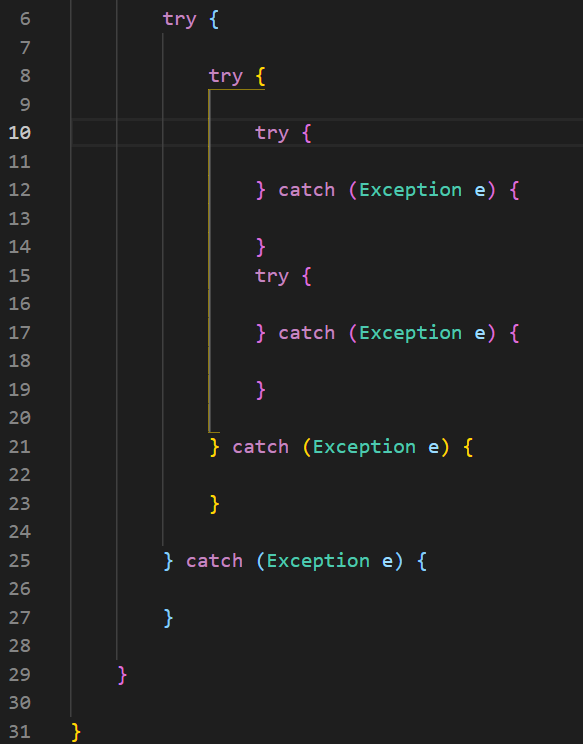 6 try {
7
8 try {
9
10 try {
11
12 } catch (Exception e) {
13
14 }
15 try {
16
17 } catch (Exception e) {
18
19 }
20
21 } catch (Exception e) {
22
23 }
24
25 } catch (Exception e) {
26
27 }
28
29 }
30
31 }